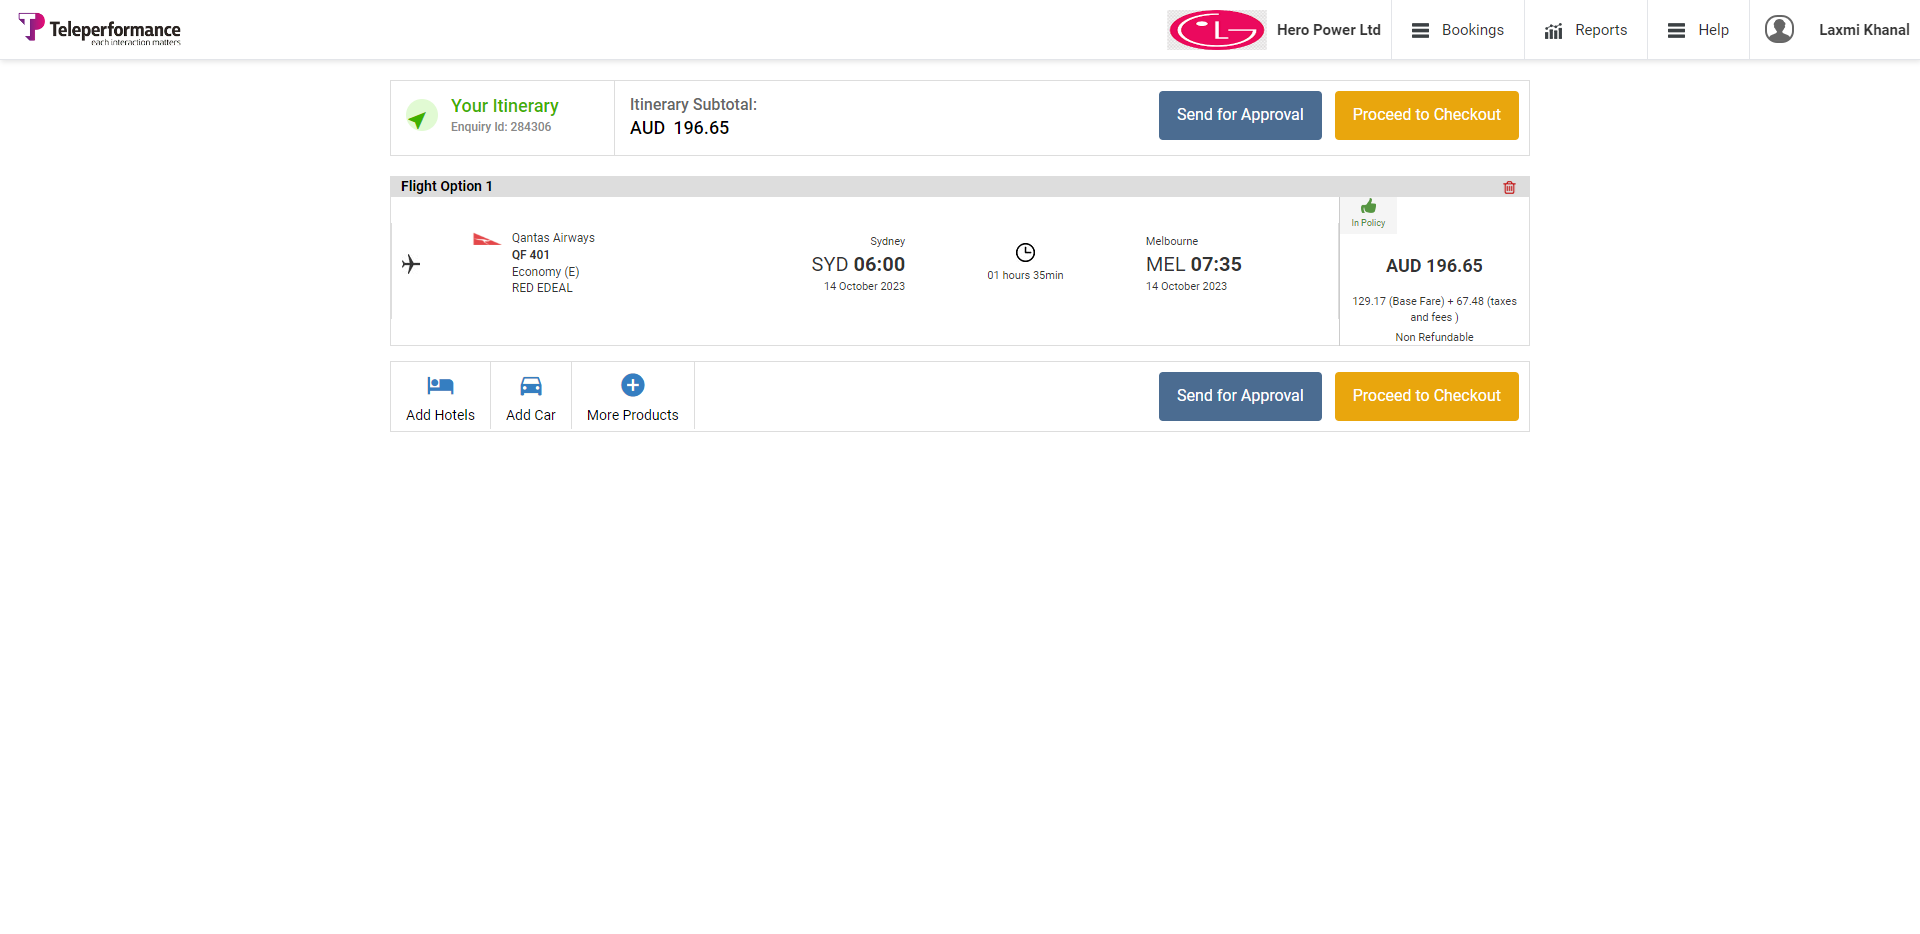 Teleperformance
each interaction matters
Hero Power Ltd
Bookings
Reports
Help
Laxmi Khanal
Your Itinerary
Enquiry Id: 284306
Itinerary Subtotal:
AUD 196.65
Send for Approval
Proceed to Checkout
Flight Option 1
Qantas Airways
QF 401
Economy (E)
RED EDEAL
Sydney
SYD 06:00
14 October 2023
01 hours 35min
Melbourne
MEL 07:35
14 October 2023
In Policy
AUD 196.65
129.17 (Base Fare) + 67.48 (taxes
and fees )
Non Refundable
Add Hotels
Add Car
More Products
Send for Approval
Proceed to Checkout